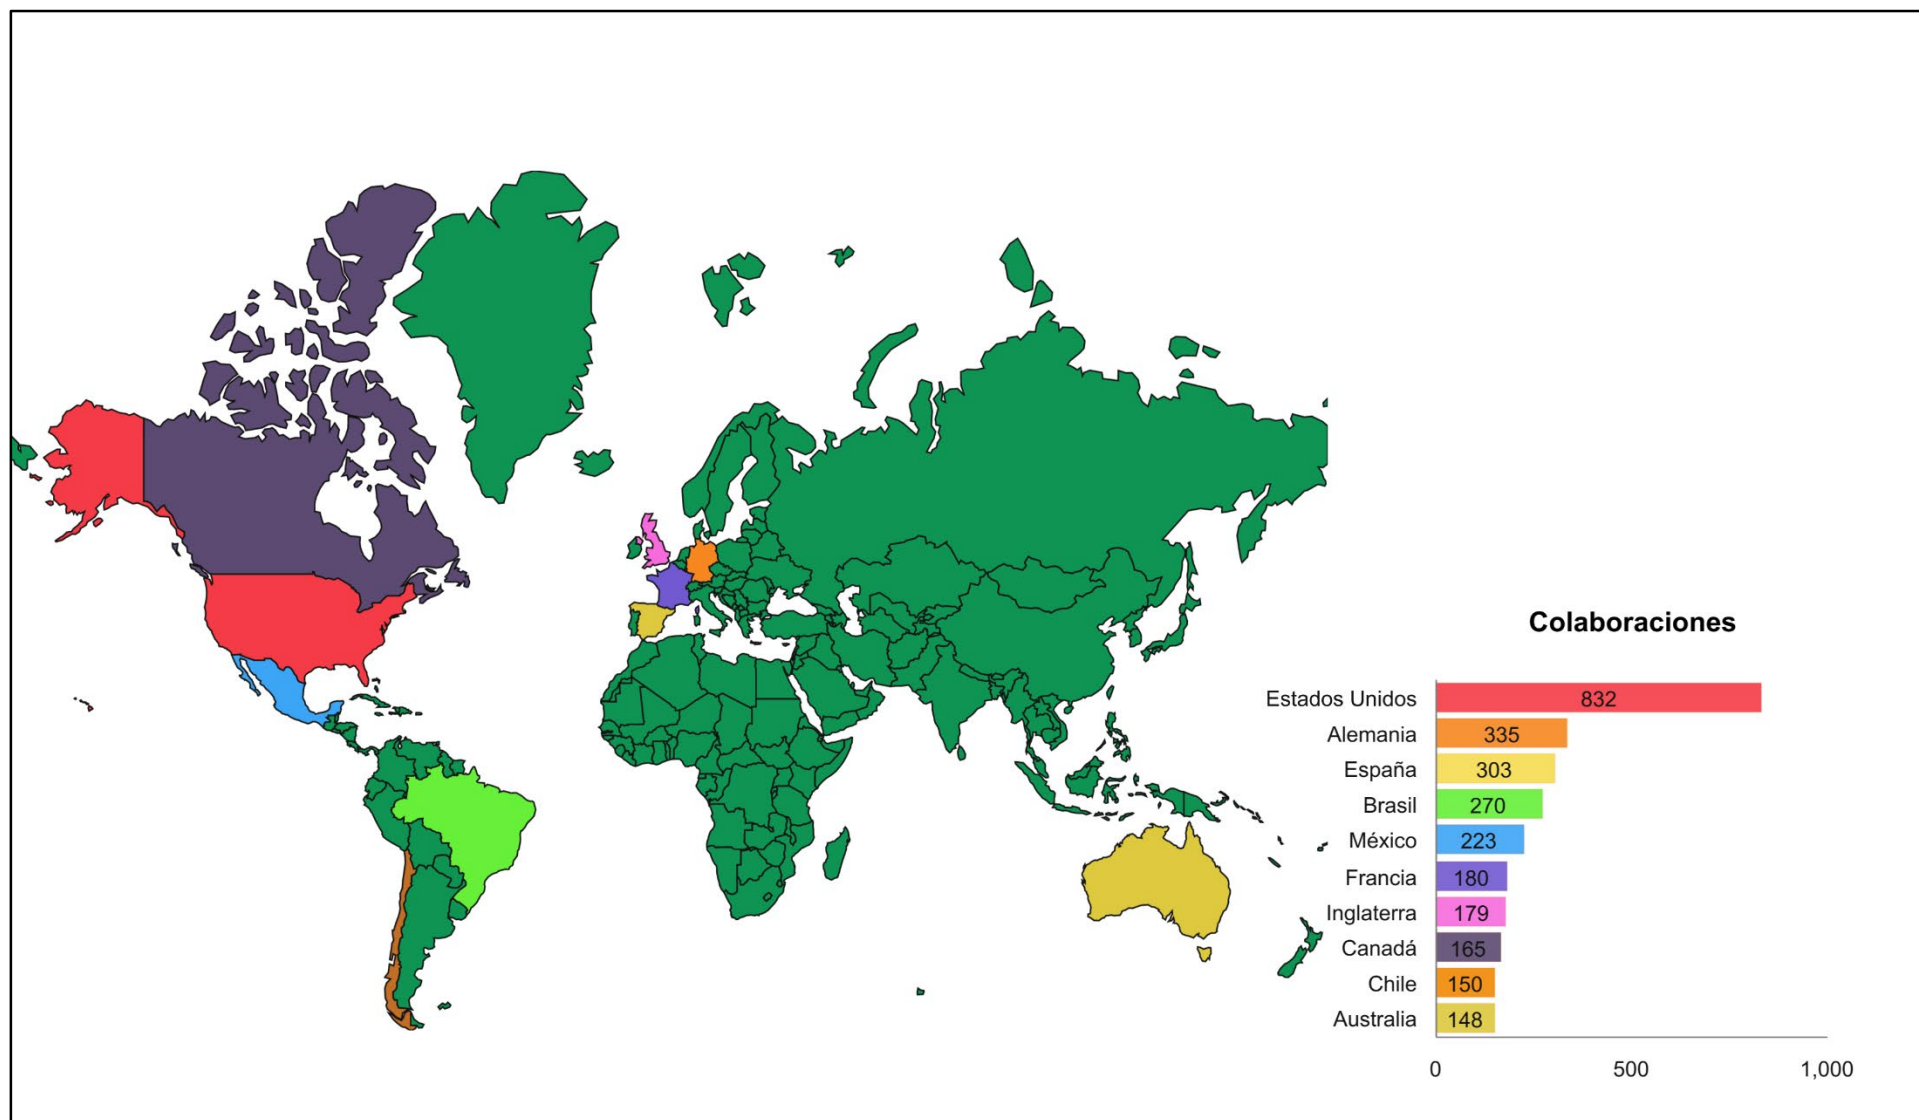 Colaboraciones
Estados Unidos 832
Alemania 335
España 303
Brasil 270
México 223
Francia 180
Inglaterra 179
Canadá 165
Chile 150
Australia 148
0 500 1,000